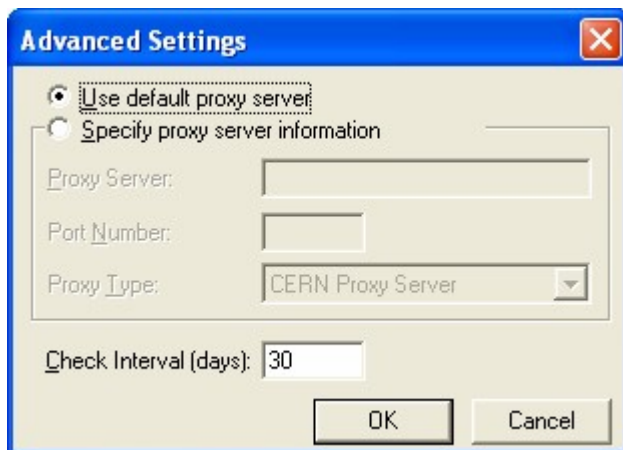 Advanced Settings
Use default proxy server
Specify proxy server information
Proxy Server:
Port Number:
Proxy Type: CERN Proxy Server
Check Interval (days): 30
OK Cancel